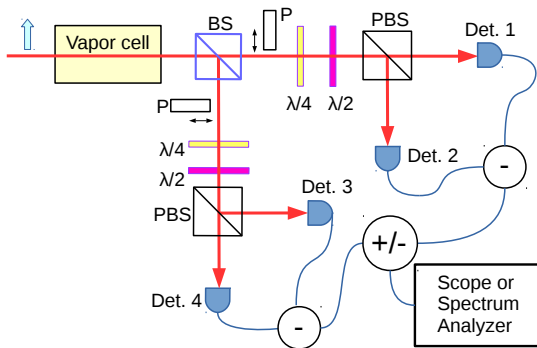 Vapor cell
BS
P
PBS
Det. 1
λ/4
λ/2
P
Det. 2
-
λ/4
λ/2
PBS
Det. 3
+/-
Det. 4
-
Scope or
Spectrum
Analyzer